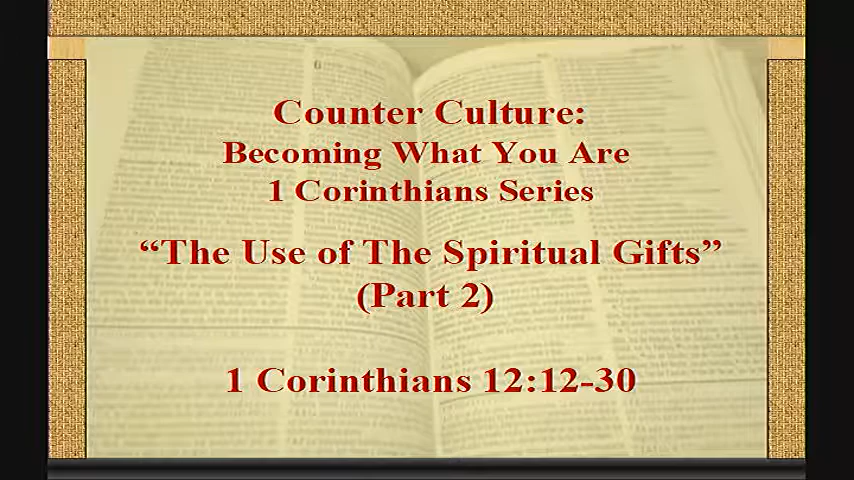 Counter Culture:
Becoming What You Are
1 Corinthians Series
“The Use of The Spiritual Gifts”
(Part 2)
1 Corinthians 12:12-30